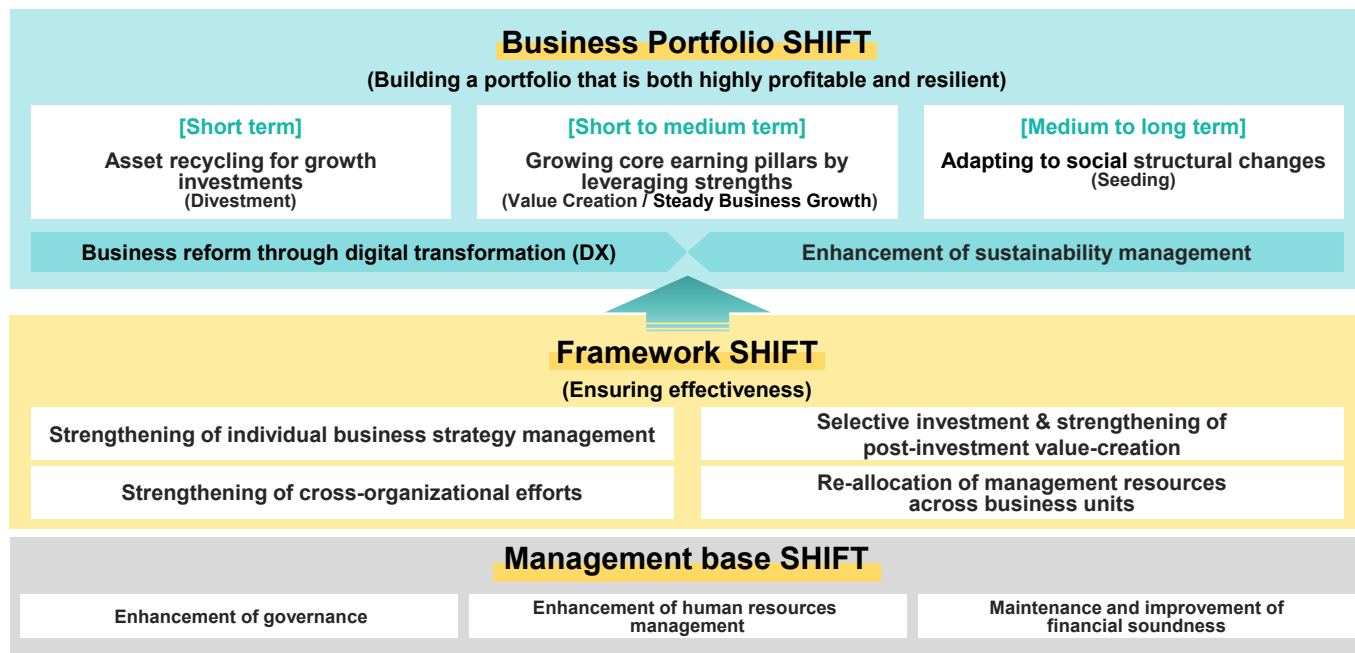 Business Portfolio SHIFT
(Building a portfolio that is both highly profitable and resilient)
[Short term]
Asset recycling for growth
investments
(Divestment)
[Short to medium term]
Growing core earning pillars by
leveraging strengths
(Value Creation / Steady Business Growth)
[Medium to long term]
Adapting to social structural changes
(Seeding)
Business reform through digital transformation (DX)
Enhancement of sustainability management
Framework SHIFT
(Ensuring effectiveness)
Strengthening of individual business strategy management
Selective investment & strengthening of
post-investment value-creation
Strengthening of cross-organizational efforts
Re-allocation of management resources
across business units
Management base SHIFT
Enhancement of governance
Enhancement of human resources
management
Maintenance and improvement of
financial soundness